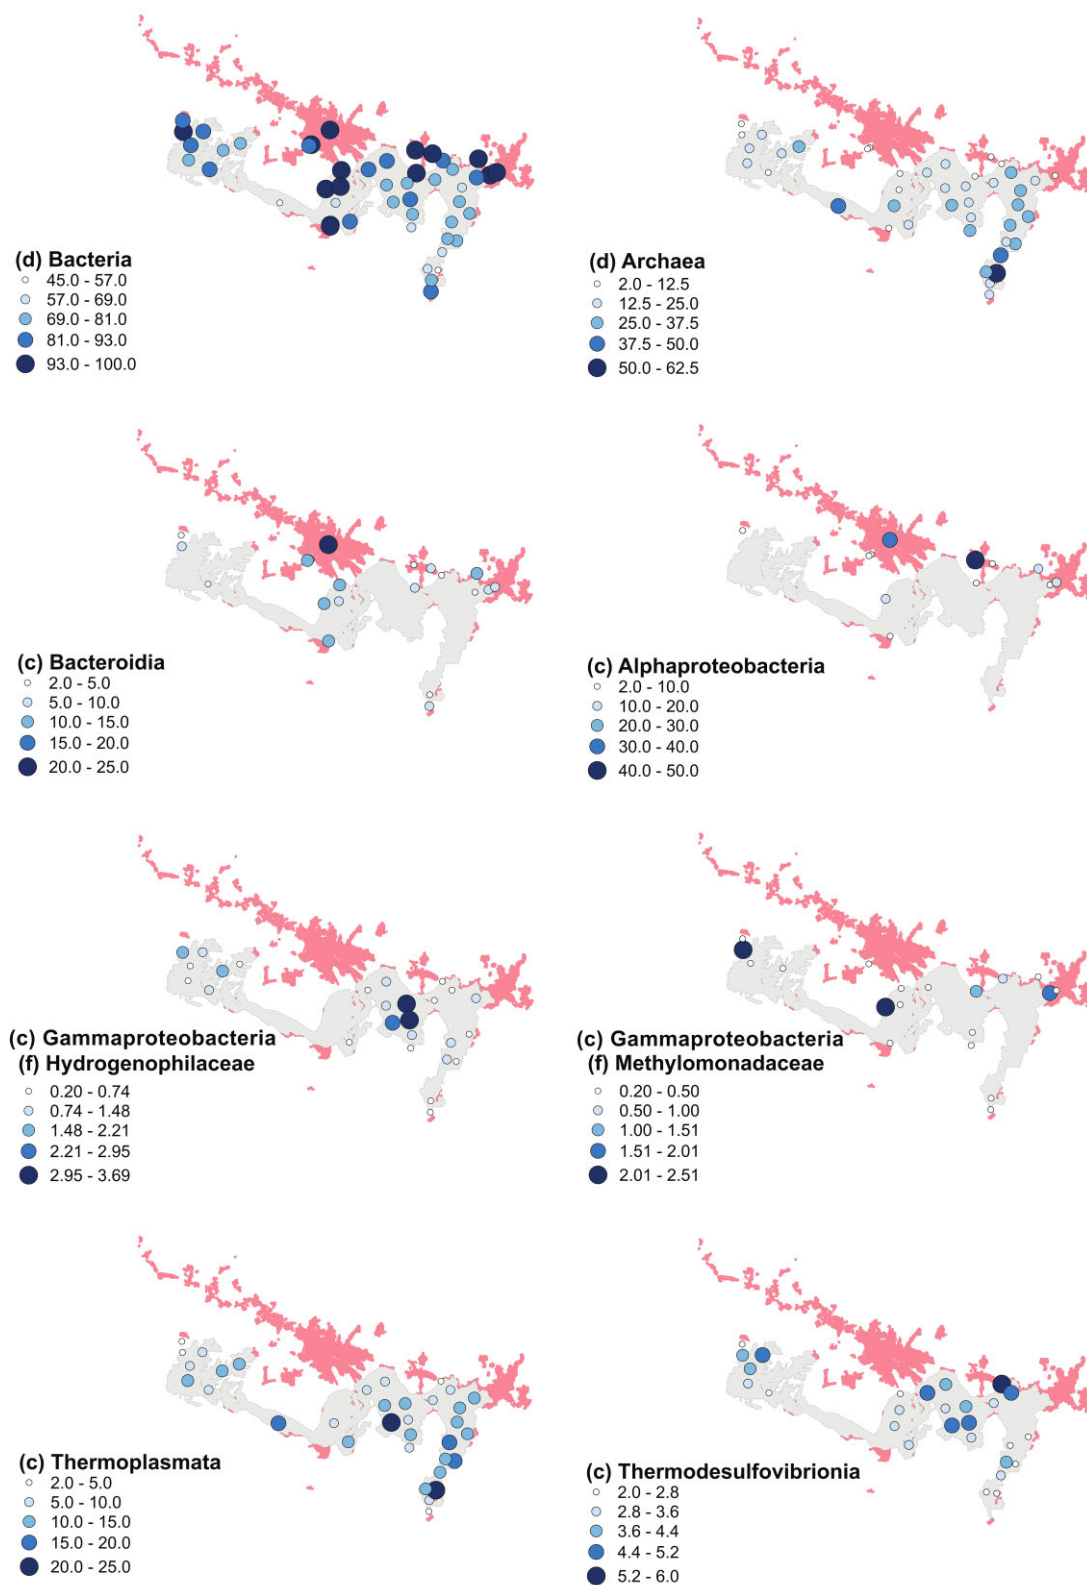 (d) Bacteria
45.0 - 57.0
57.0 - 69.0
69.0 - 81.0
81.0 - 93.0
93.0 - 100.0
(d) Archaea
2.0 - 12.5
12.5 - 25.0
25.0 - 37.5
37.5 - 50.0
50.0 - 62.5
(c) Bacteroidia
2.0 - 5.0
5.0 - 10.0
10.0 - 15.0
15.0 - 20.0
20.0 - 25.0
(c) Alphaproteobacteria
2.0 - 10.0
10.0 - 20.0
20.0 - 30.0
30.0 - 40.0
40.0 - 50.0
(c) Gammaproteobacteria
(f) Hydrogenophilaceae
0.20 - 0.74
0.74 - 1.48
1.48 - 2.21
2.21 - 2.95
2.95 - 3.69
(c) Gammaproteobacteria
(f) Methylomonadaceae
0.20 - 0.50
0.50 - 1.00
1.00 - 1.51
1.51 - 2.01
2.01 - 2.51
(c) Thermoplasmata
2.0 - 5.0
5.0 - 10.0
10.0 - 15.0
15.0 - 20.0
20.0 - 25.0
(c) Thermodesulfovibrionia
2.0 - 2.8
2.8 - 3.6
3.6 - 4.4
4.4 - 5.2
5.2 - 6.0